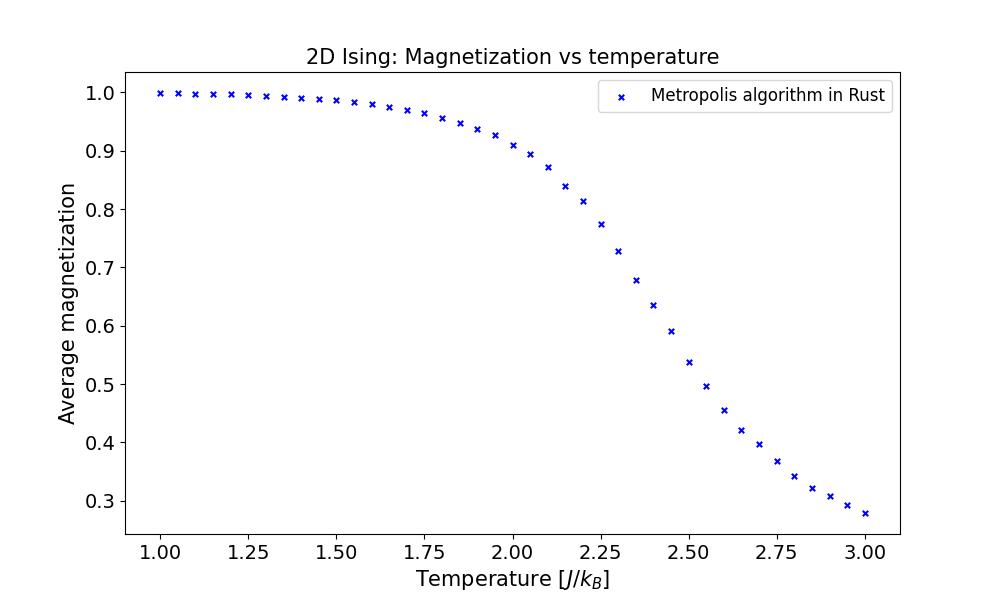 2D Ising: Magnetization vs temperature
Metropolis algorithm in Rust
Average magnetization
1.0
0.9
0.8
0.7
0.6
0.5
0.4
0.3
1.00 1.25 1.50 1.75 2.00 2.25 2.50 2.75 3.00
Temperature [J/k_B]